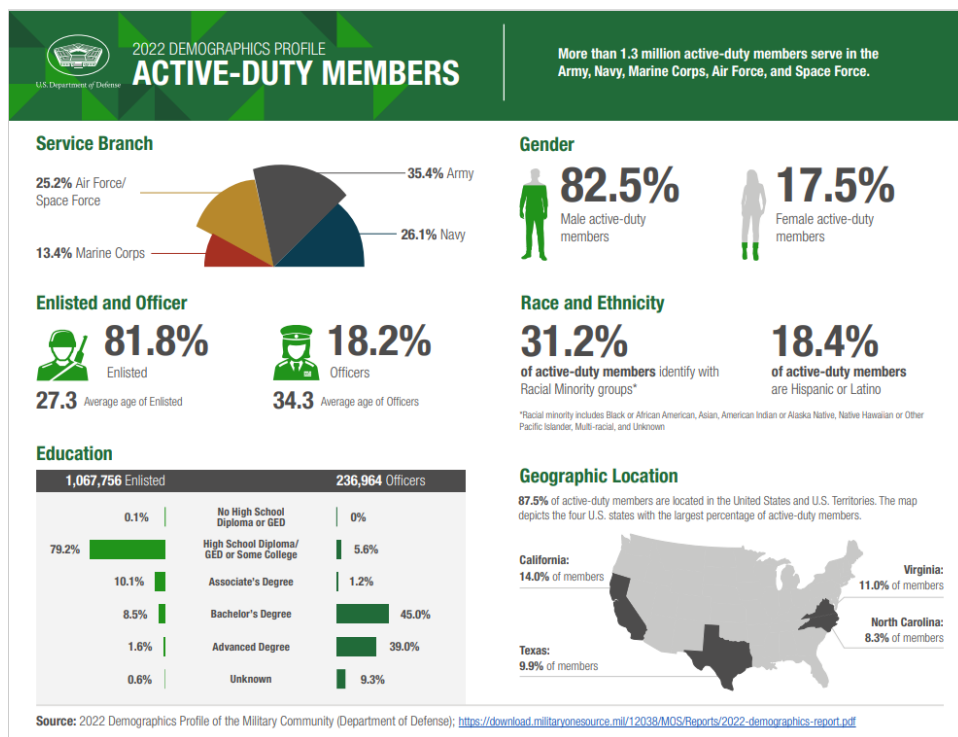 U.S. Department of Defense
2022 DEMOGRAPHICS PROFILE
ACTIVE-DUTY MEMBERS
More than 1.3 million active-duty members serve in the
Army, Navy, Marine Corps, Air Force, and Space Force.
Service Branch
25.2% Air Force/
Space Force
13.4% Marine Corps
35.4% Army
26.1% Navy
Gender
82.5%
Male active-duty
members
17.5%
Female active-duty
members
Enlisted and Officer
81.8%
Enlisted
27.3 Average age of Enlisted
18.2%
Officers
34.3 Average age of Officers
Race and Ethnicity
31.2%
of active-duty members identify with
Racial Minority groups*
18.4%
of active-duty members
are Hispanic or Latino
*Racial minority includes Black or African American, Asian, American Indian or Alaska Native, Native Hawaiian or Other
Pacific Islander, Multi-racial, and Unknown
Education
1,067,756 Enlisted 236,964 Officers
0.1% No High School Diploma or GED 0%
79.2% High School Diploma/ GED or Some College 5.6%
10.1% Associate's Degree 1.2%
8.5% Bachelor's Degree 45.0%
1.6% Advanced Degree 39.0%
0.6% Unknown 9.3%
Geographic Location
87.5% of active-duty members are located in the United States and U.S. Territories. The map
depicts the four U.S. states with the largest percentage of active-duty members.
California:
14.0% of members
Texas:
9.9% of members
Virginia:
11.0% of members
North Carolina:
8.3% of members
Source: 2022 Demographics Profile of the Military Community (Department of Defense); https://download.militaryonesource.mil/12038/MOS/Reports/2022-demographics-report.pdf